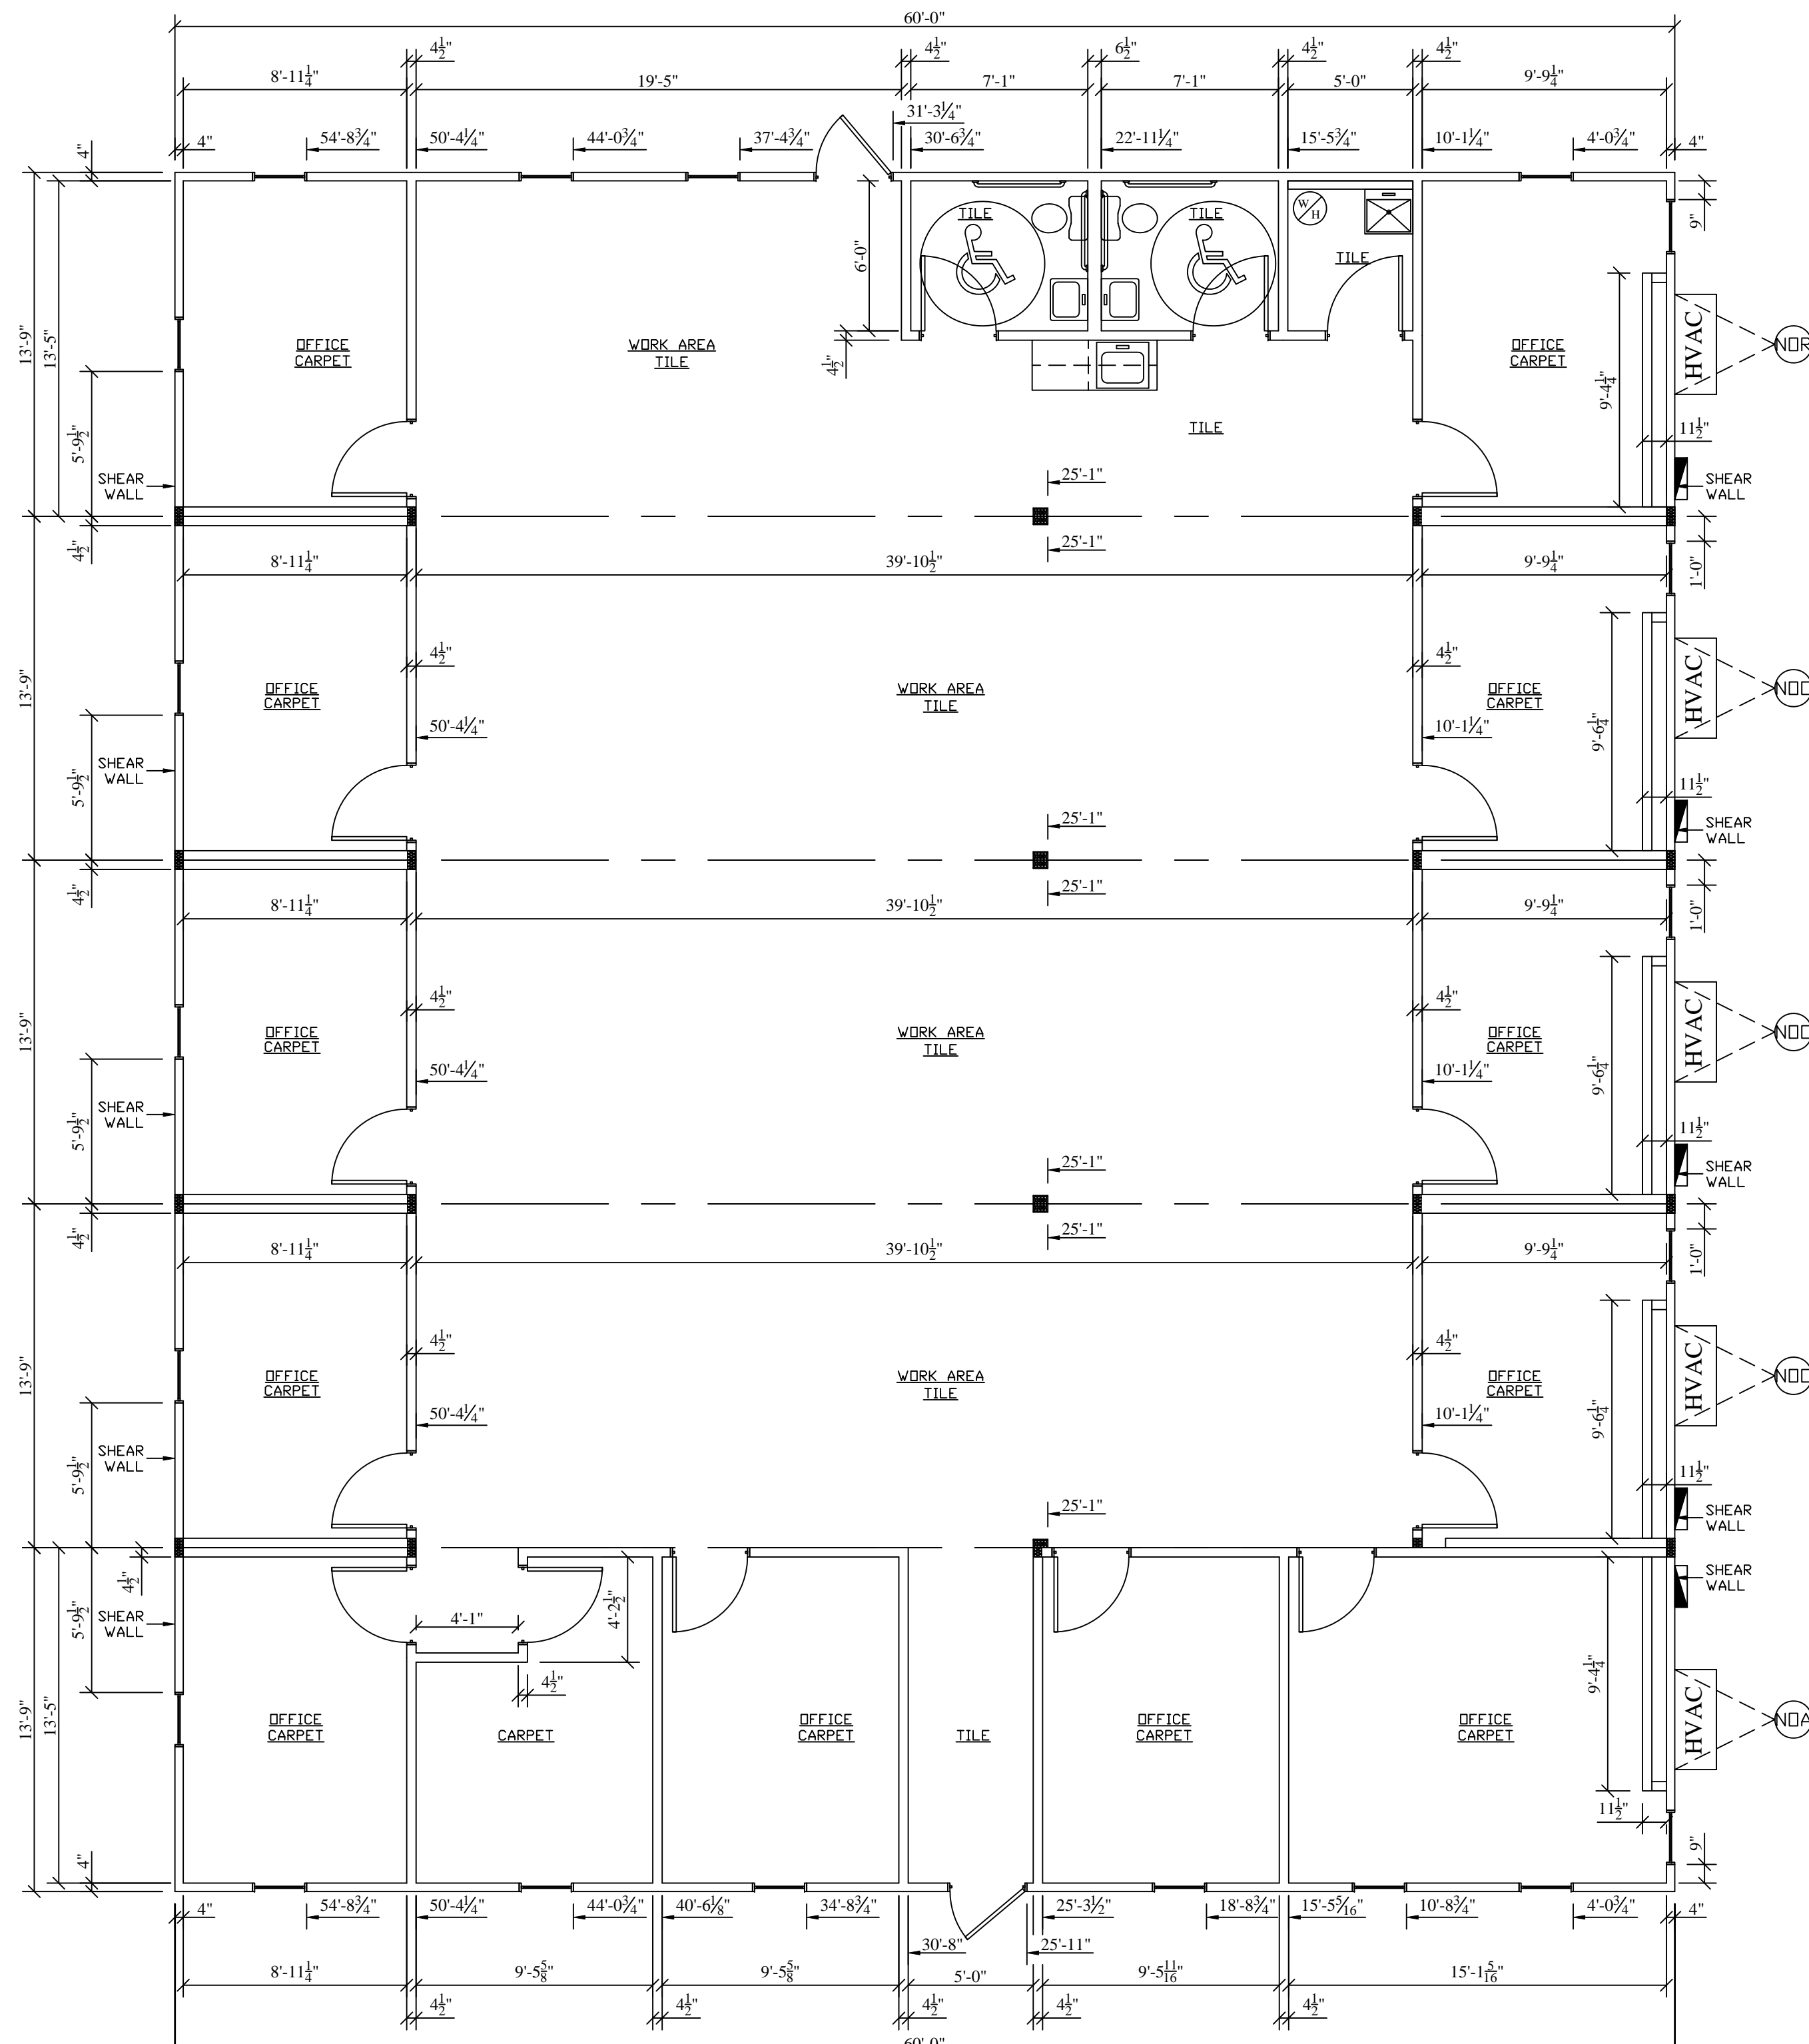 60'-0"
4½" 4½" 6½" 4½" 4½"
8'-11¼" 19'-5" 7'-1" 7'-1" 5'-0" 9'-9¼"
31'-3¼"
4" 54'-8¾" 50'-4¼" 44'-0¾" 37'-4¾" 30'-6¾" 22'-11¼" 15'-5¾" 10'-1¼" 4'-0¾" 4"
4"
9"
TILE TILE
W/H
TILE
6'-0"
13'-9" 13'-5"
OFFICE
CARPET
WORK AREA
TILE
4½"
OFFICE
CARPET
9'-4¼"
HVAC
TILE
5'-9½"
11½"
SHEAR
WALL
25'-1"
SHEAR
WALL
4½"
25'-1"
1'-0"
8'-11¼" 39'-10½" 9'-9¼"
4½" 4½"
13'-9"
OFFICE
CARPET
WORK AREA
TILE
OFFICE
CARPET
9'-6¼"
HVAC
50'-4¼" 10'-1¼"
SHEAR
WALL
5'-9½"
11½"
25'-1"
SHEAR
WALL
4½"
25'-1"
1'-0"
8'-11¼" 39'-10½" 9'-9¼"
4½" 4½"
13'-9"
OFFICE
CARPET
WORK AREA
TILE
OFFICE
CARPET
9'-6¼"
HVAC
50'-4¼" 10'-1¼"
SHEAR
WALL
5'-9½"
11½"
25'-1"
SHEAR
WALL
4½"
25'-1"
1'-0"
8'-11¼" 39'-10½" 9'-9¼"
4½" 4½"
13'-9"
OFFICE
CARPET
WORK AREA
TILE
OFFICE
CARPET
9'-6¼"
HVAC
50'-4¼" 10'-1¼"
SHEAR
WALL
5'-9½"
11½"
25'-1"
SHEAR
WALL
4½"
SHEAR
WALL
5'-9½"
SHEAR
WALL
4'-1"
4'-2½"
4½"
9'-4¼"
13'-9" 13'-5"
OFFICE
CARPET
CARPET
OFFICE
CARPET
TILE
OFFICE
CARPET
OFFICE
CARPET
HVAC
11½"
4"
9"
4" 54'-8¾" 50'-4¼" 44'-0¾" 40'-6⅛" 34'-8¾" 25'-3½" 18'-8¾" 15'-5 5/16" 10'-8¾" 4'-0¾" 4"
30'-8" 25'-11"
8'-11¼" 9'-5⅝" 9'-5⅝" 5'-0" 9'-5 11/16" 15'-1 5/16"
4½" 4½" 4½" 4½" 4½"
60'-0"